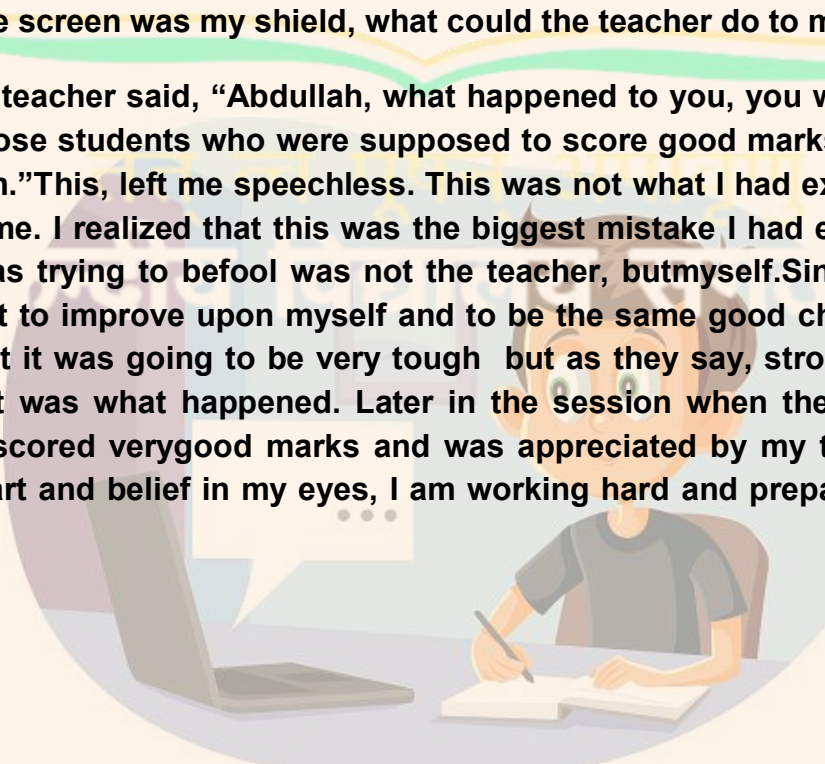 e screen was my shield, what could the teacher do to m
teacher said, “Abdullah, what happened to you, you w
ose students who were supposed to score good marks
n.”This, left me speechless. This was not what I had ex
me. I realized that this was the biggest mistake I had e
as trying to befool was not the teacher, butmyself.Sin
t to improve upon myself and to be the same good ch
t it was going to be very tough but as they say, stro
t was what happened. Later in the session when the
scored verygood marks and was appreciated by my t
art and belief in my eyes, I am working hard and prepa